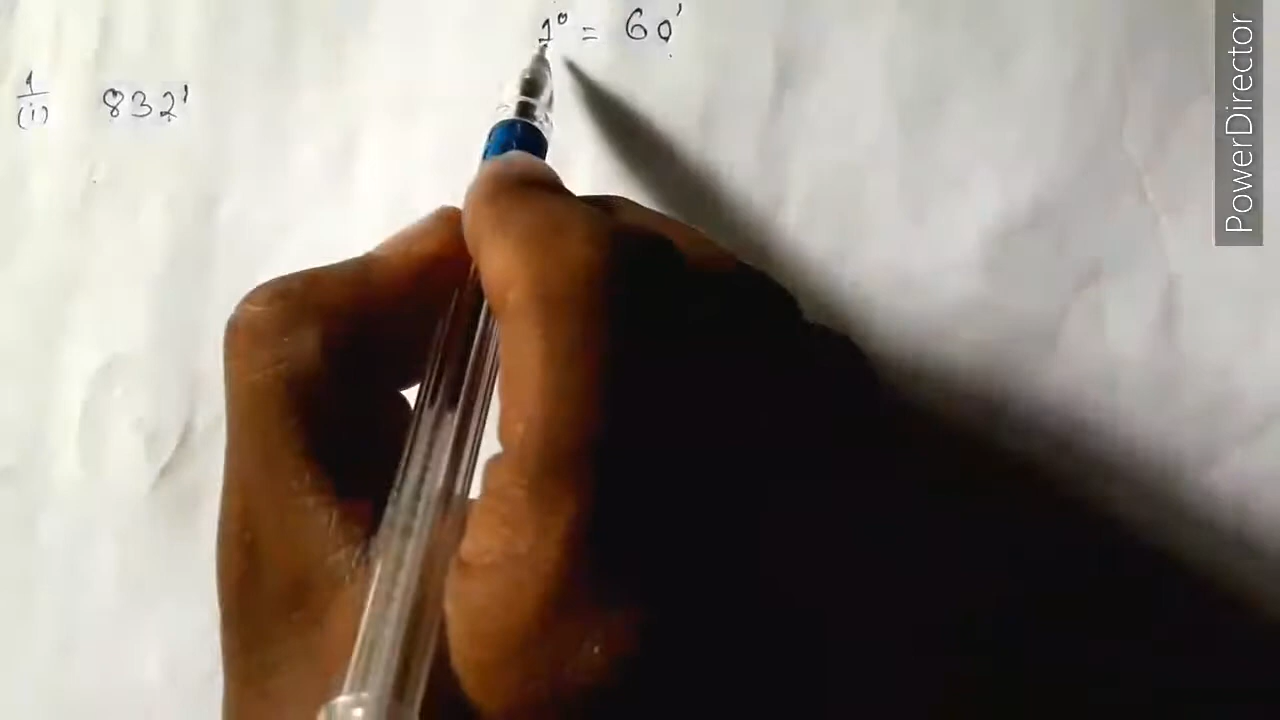 1° = 60'
1/(i) 832'
PowerDirector